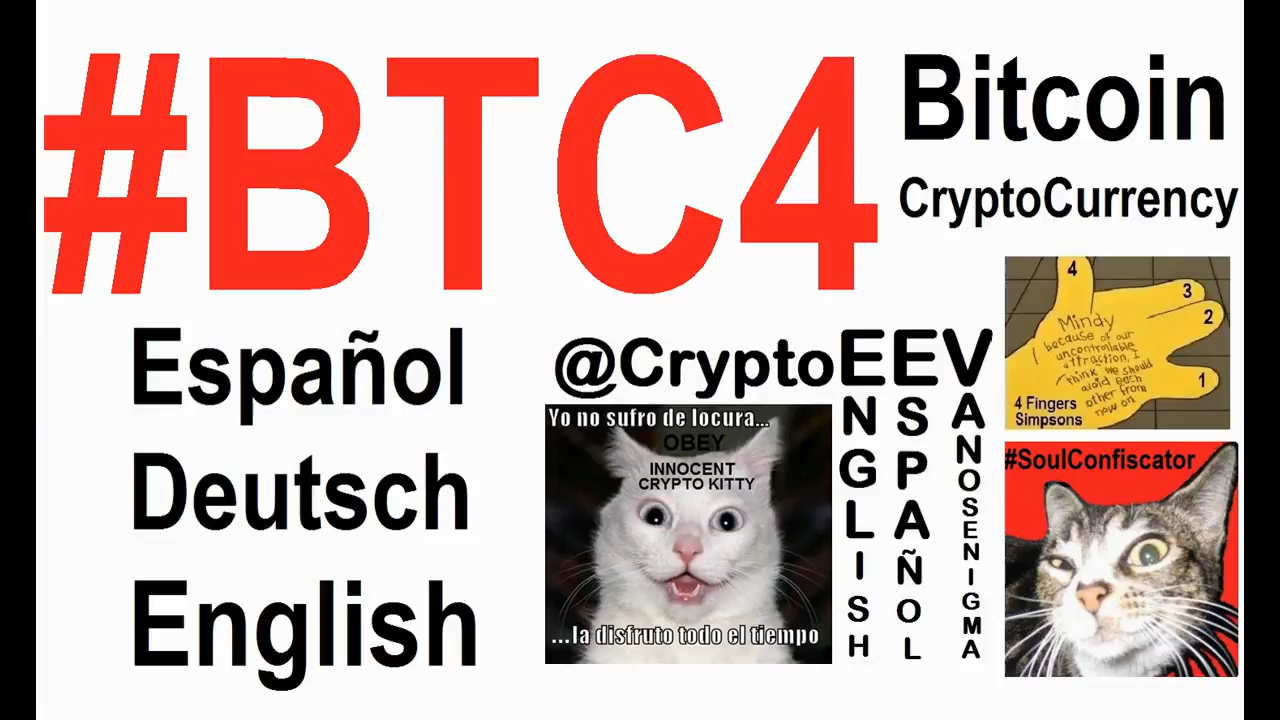 #BTC4
Bitcoin
CryptoCurrency
Español
Deutsch
English
@CryptoEEV
ENGLISH
ESPAÑOL
VANOSENIGMA
Yo no sufro de locura...
OBEY
INNOCENT
CRYPTO KITTY
...la disfruto todo el tiempo
4
3
2
1
Mindy
because of our
uncontrollable
attraction, I
think we should
avoid each
other from
now on
4 Fingers
Simpsons
#SoulConfiscator